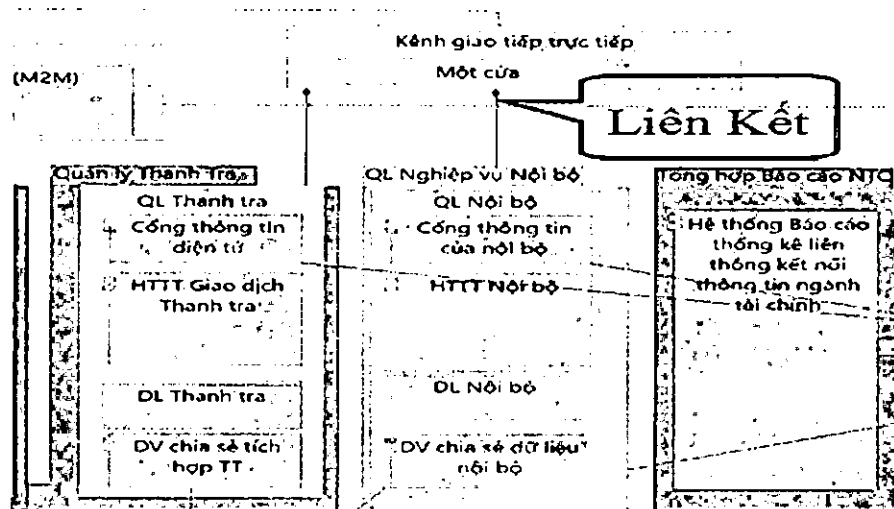 Kênh giao tiếp trực tiếp
Một cửa
(M2M)
Liên Kết
Quản lý Thanh Tra
QL Thanh tra
Cổng thông tin
điện tử
HTTT Giao dịch
Thanh tra
DL Thanh tra
DV chia sẻ tích
hợp TT
QL Nghiệp vụ Nội bộ
QL Nội bộ
Cổng thông tin
của nội bộ
HTTT Nội bộ
DL Nội bộ
DV chia sẻ dữ liệu
nội bộ
Tổng hợp Báo cáo NTC
Hệ thống Báo cáo
thống kê liên
thống kết nối
thông tin ngành
tài chính